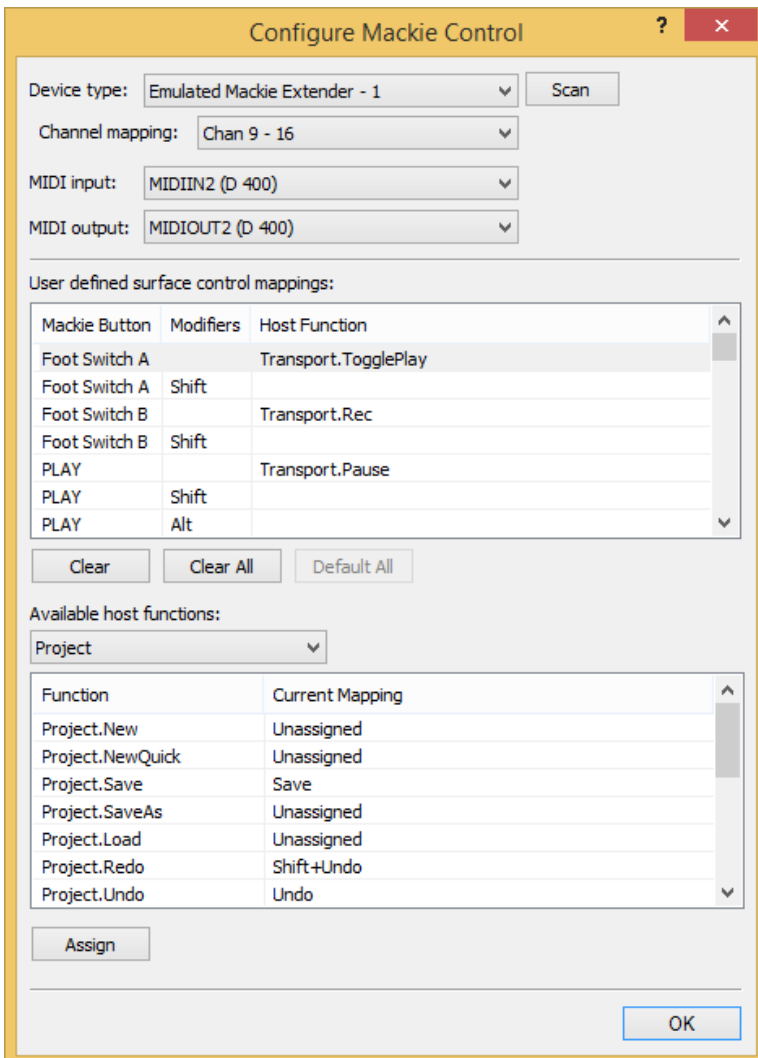 Configure Mackie Control
? ×
Device type: Emulated Mackie Extender - 1 Scan
Channel mapping: Chan 9 - 16
MIDI input: MIDIIN2 (D 400)
MIDI output: MIDIOUT2 (D 400)
User defined surface control mappings:
Mackie Button Modifiers Host Function
Foot Switch A Transport.TogglePlay
Foot Switch A Shift
Foot Switch B Transport.Rec
Foot Switch B Shift
PLAY Transport.Pause
PLAY Shift
PLAY Alt
Clear Clear All Default All
Available host functions:
Project
Function Current Mapping
Project.New Unassigned
Project.NewQuick Unassigned
Project.Save Save
Project.SaveAs Unassigned
Project.Load Unassigned
Project.Redo Shift+Undo
Project.Undo Undo
Assign
OK